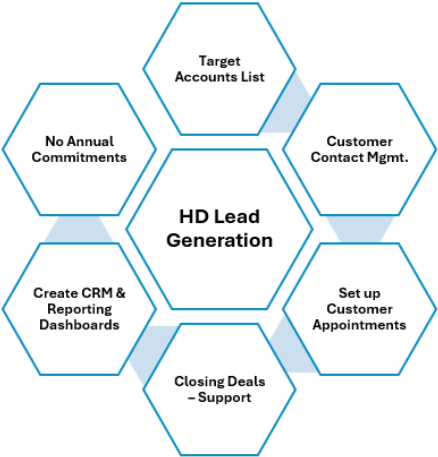 Target
Accounts List
Customer
Contact Mgmt.
Set up
Customer
Appointments
Closing Deals
– Support
Create CRM &
Reporting
Dashboards
No Annual
Commitments
HD Lead
Generation